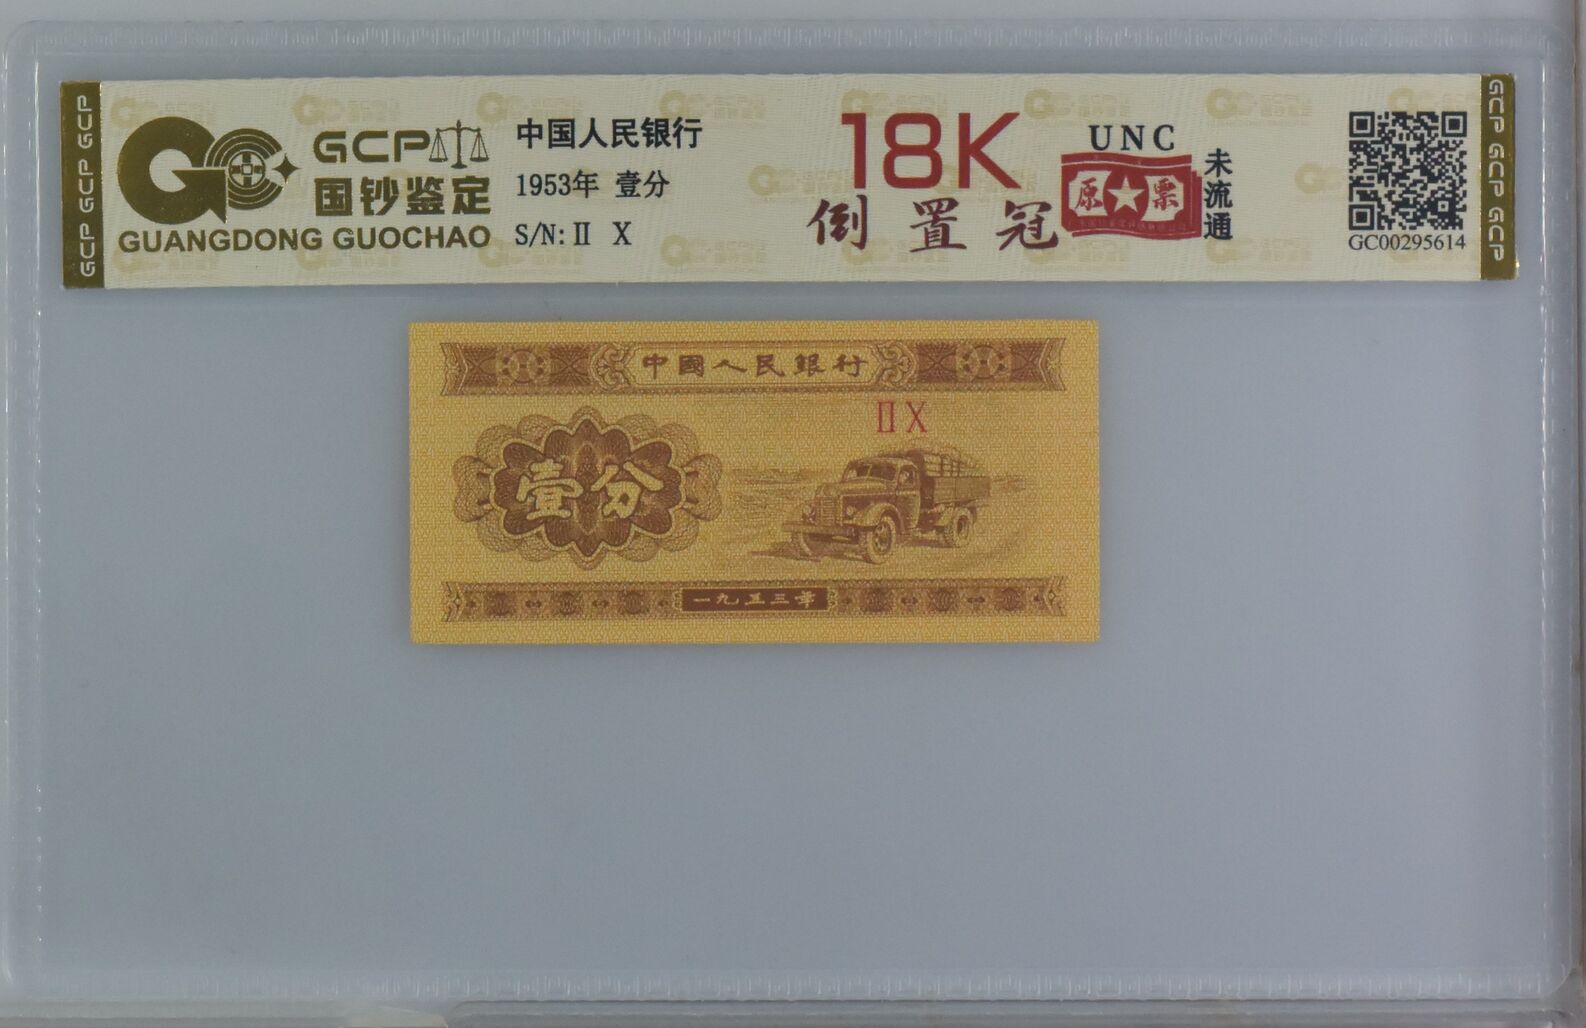 GCP GCP GCP
GCP
国钞鉴定
GUANGDONG GUOCHAO
中国人民银行
1953年 壹分
S/N: II X
18K
倒置冠
UNC
原★票
未流通
GC00295614
GCP GCP GCP
中國人民銀行
II X
壹分
一九五三年